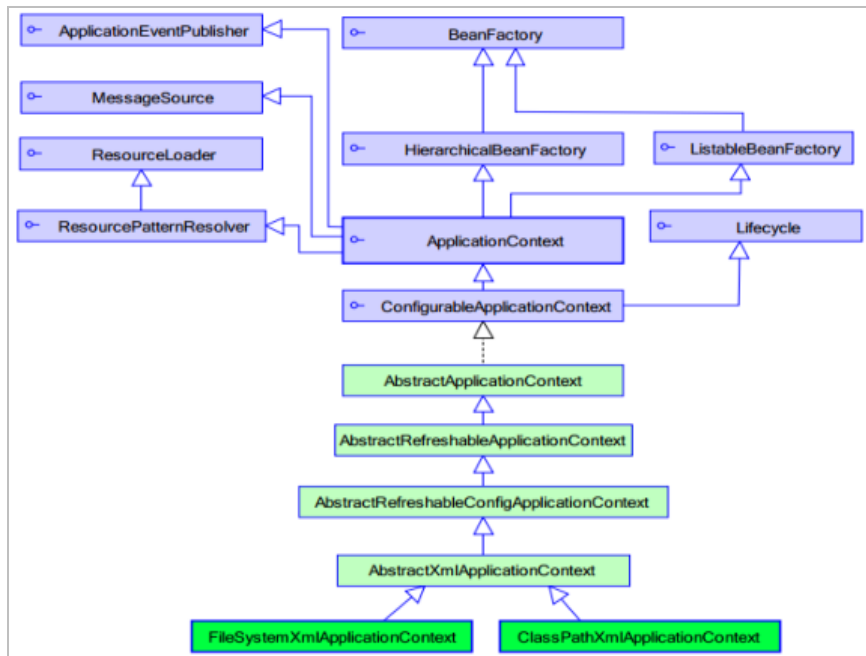 ApplicationEventPublisher
BeanFactory
MessageSource
ResourceLoader
HierarchicalBeanFactory
ListableBeanFactory
ResourcePatternResolver
ApplicationContext
Lifecycle
ConfigurableApplicationContext
AbstractApplicationContext
AbstractRefreshableApplicationContext
AbstractRefreshableConfigApplicationContext
AbstractXmlApplicationContext
FileSystemXmlApplicationContext
ClassPathXmlApplicationContext